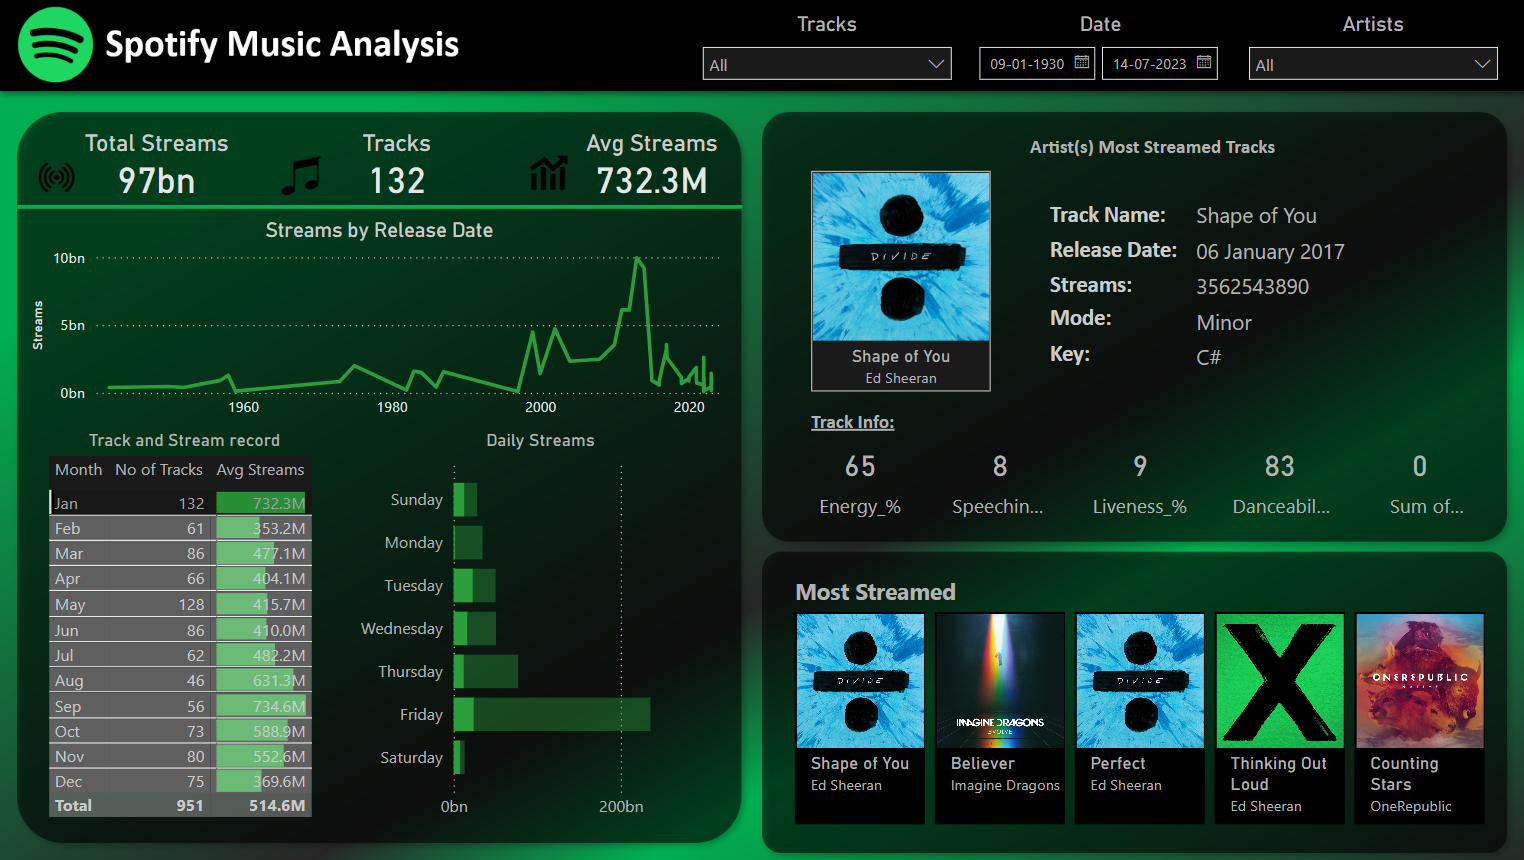 Spotify Music Analysis
Tracks
All
Date
09-01-1930
14-07-2023
Artists
All
Total Streams
97bn
Tracks
132
Avg Streams
732.3M
Streams by Release Date
Streams
10bn
5bn
0bn
1960 1980 2000 2020
Track and Stream record
Month No of Tracks Avg Streams
Jan 132 732.3M
Feb 61 353.2M
Mar 86 477.1M
Apr 66 404.1M
May 128 415.7M
Jun 86 410.0M
Jul 62 482.2M
Aug 46 631.3M
Sep 56 734.6M
Oct 73 588.9M
Nov 80 552.6M
Dec 75 369.6M
Total 951 514.6M
Daily Streams
Sunday
Monday
Tuesday
Wednesday
Thursday
Friday
Saturday
0bn 200bn
Artist(s) Most Streamed Tracks
DIVIDE
Shape of You
Ed Sheeran
Track Name: Shape of You
Release Date: 06 January 2017
Streams: 3562543890
Mode: Minor
Key: C#
Track Info:
65 8 9 83 0
Energy_% Speechin... Liveness_% Danceabil... Sum of...
Most Streamed
DIVIDE
Shape of You
Ed Sheeran
IMAGINE DRAGONS
EVOLVE
Believer
Imagine Dragons
DIVIDE
Perfect
Ed Sheeran
X
Thinking Out
Loud
Ed Sheeran
ONEREPUBLIC
NATIVE
Counting
Stars
OneRepublic